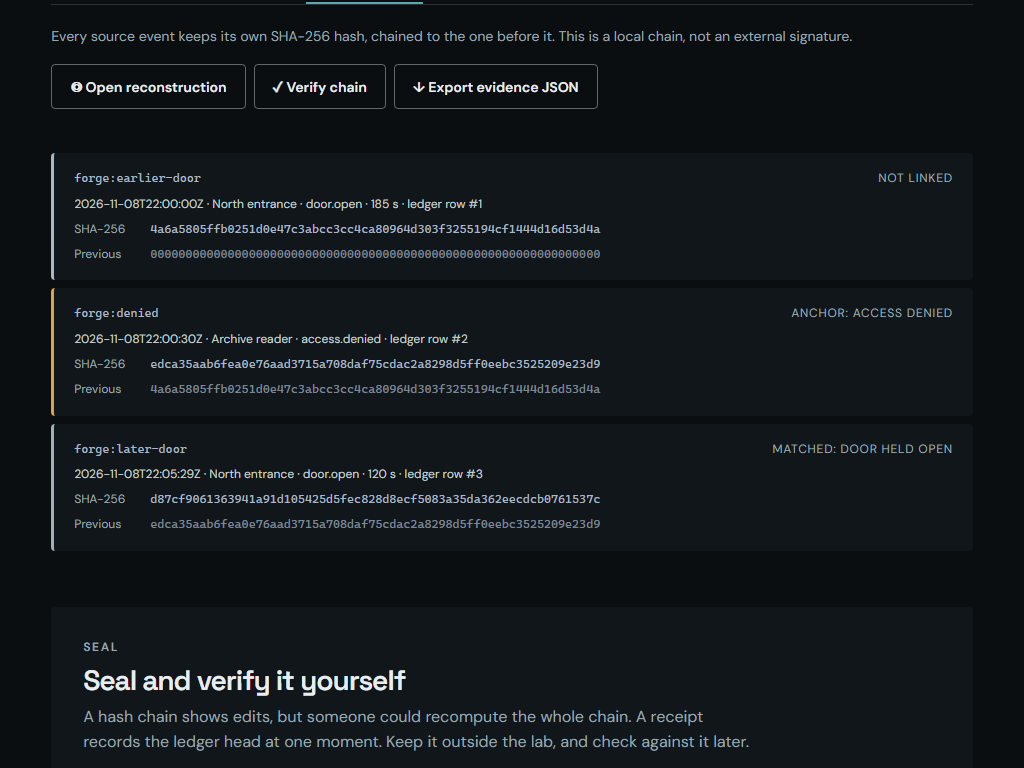 Every source event keeps its own SHA-256 hash, chained to the one before it. This is a local chain, not an external signature.
Open reconstruction
Verify chain
Export evidence JSON
forge:earlier-door
NOT LINKED
2026-11-08T22:00:00Z · North entrance · door.open · 185 s · ledger row #1
SHA-256 4a6a5805ffb0251d0e47c3abcc3cc4ca80964d303f3255194cf1444d16d53d4a
Previous 0000000000000000000000000000000000000000000000000000000000000000
forge:denied
ANCHOR: ACCESS DENIED
2026-11-08T22:00:30Z · Archive reader · access.denied · ledger row #2
SHA-256 edca35aab6fea0e76aad3715a708daf75cdac2a8298d5ff0eebc3525209e23d9
Previous 4a6a5805ffb0251d0e47c3abcc3cc4ca80964d303f3255194cf1444d16d53d4a
forge:later-door
MATCHED: DOOR HELD OPEN
2026-11-08T22:05:29Z · North entrance · door.open · 120 s · ledger row #3
SHA-256 d87cf9061363941a91d105425d5fec828d8ecf5083a35da362eecdcb0761537c
Previous edca35aab6fea0e76aad3715a708daf75cdac2a8298d5ff0eebc3525209e23d9
SEAL
Seal and verify it yourself
A hash chain shows edits, but someone could recompute the whole chain. A receipt
records the ledger head at one moment. Keep it outside the lab, and check against it later.